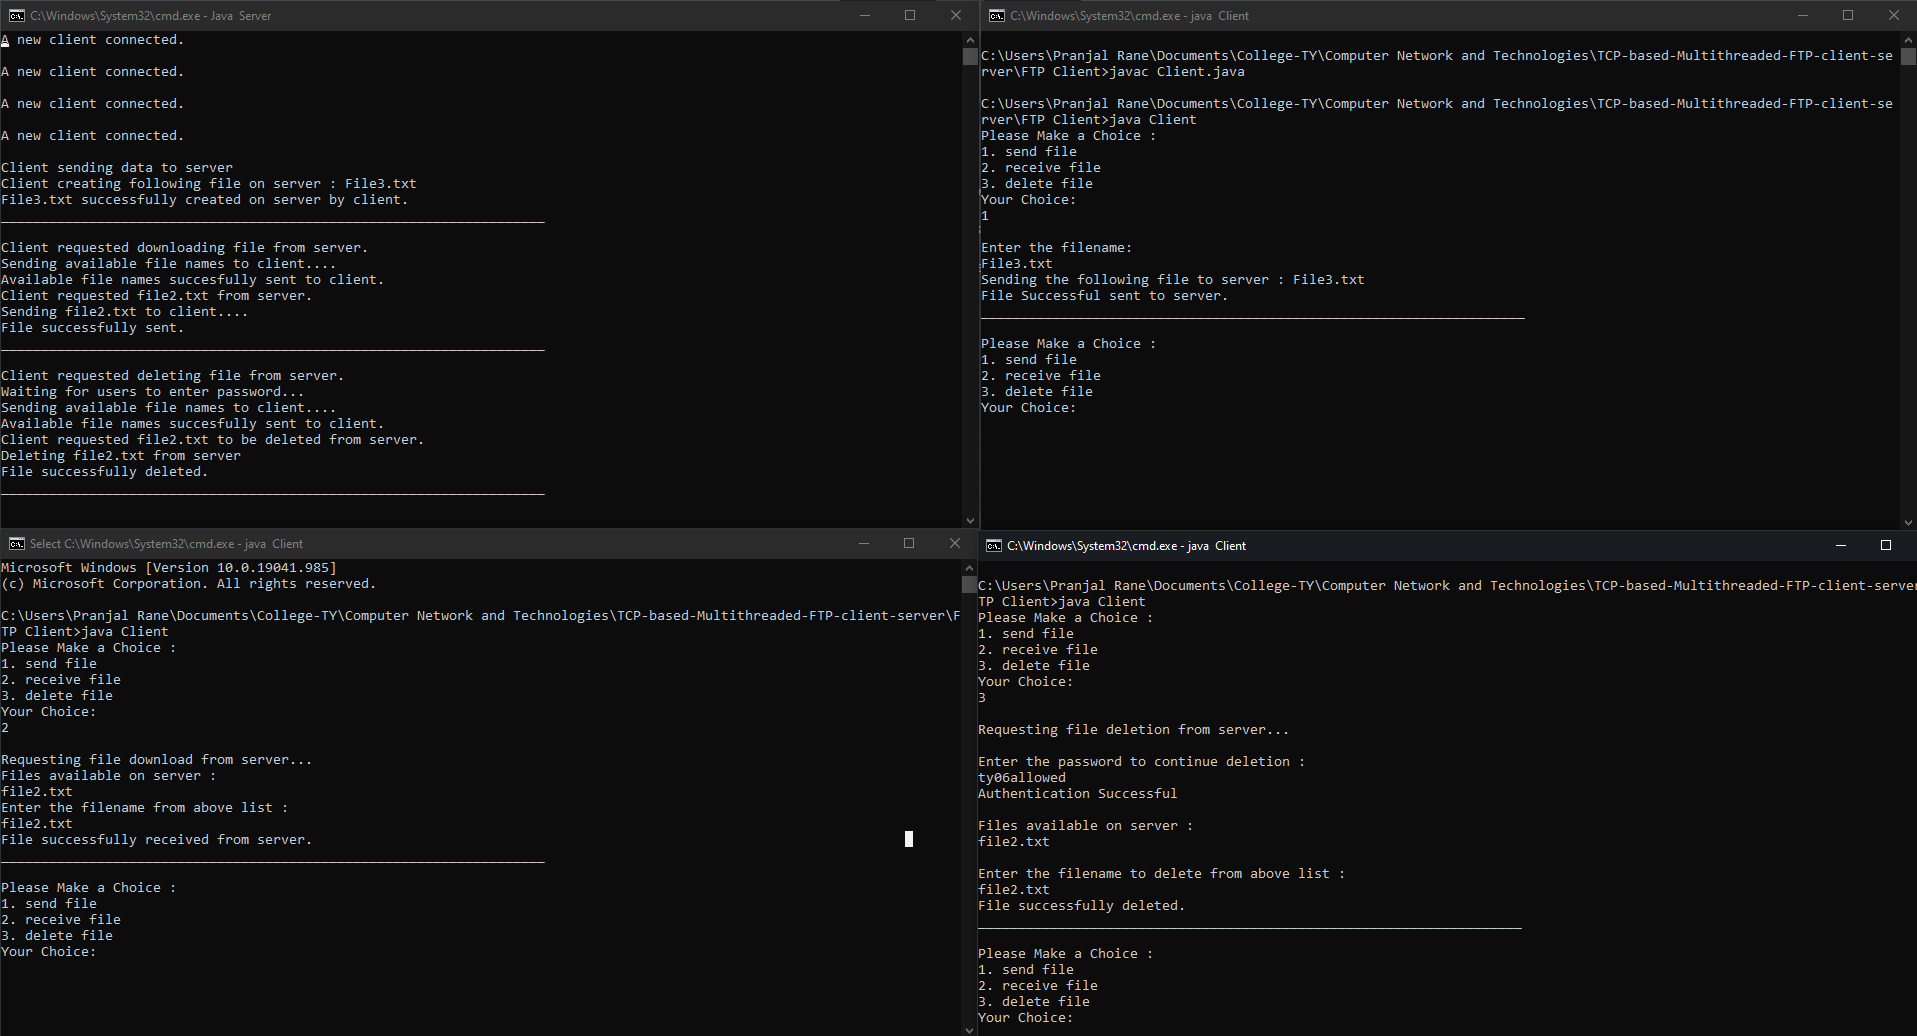 C:\Windows\System32\cmd.exe - Java  Server
A new client connected.
A new client connected.
A new client connected.
A new client connected.
Client sending data to server
Client creating following file on server : File3.txt
File3.txt successfully created on server by client.
____________________________________________________________________
Client requested downloading file from server.
Sending available file names to client....
Available file names succesfully sent to client.
Client requested file2.txt from server.
Sending file2.txt to client....
File successfully sent.
____________________________________________________________________
Client requested deleting file from server.
Waiting for users to enter password...
Sending available file names to client....
Available file names succesfully sent to client.
Client requested file2.txt to be deleted from server.
Deleting file2.txt from server
File successfully deleted.
____________________________________________________________________
C:\Windows\System32\cmd.exe - java  Client
C:\Users\Pranjal Rane\Documents\College-TY\Computer Network and Technologies\TCP-based-Multithreaded-FTP-client-se
rver\FTP Client>javac Client.java
C:\Users\Pranjal Rane\Documents\College-TY\Computer Network and Technologies\TCP-based-Multithreaded-FTP-client-se
rver\FTP Client>java Client
Please Make a Choice :
1. send file
2. receive file
3. delete file
Your Choice:
1
Enter the filename:
File3.txt
Sending the following file to server : File3.txt
File Successful sent to server.
____________________________________________________________________
Please Make a Choice :
1. send file
2. receive file
3. delete file
Your Choice:
Select C:\Windows\System32\cmd.exe - java  Client
Microsoft Windows [Version 10.0.19041.985]
(c) Microsoft Corporation. All rights reserved.
C:\Users\Pranjal Rane\Documents\College-TY\Computer Network and Technologies\TCP-based-Multithreaded-FTP-client-server\F
TP Client>java Client
Please Make a Choice :
1. send file
2. receive file
3. delete file
Your Choice:
2
Requesting file download from server...
Files available on server :
file2.txt
Enter the filename from above list :
file2.txt
File successfully received from server.
____________________________________________________________________
Please Make a Choice :
1. send file
2. receive file
3. delete file
Your Choice:
C:\Windows\System32\cmd.exe - java  Client
C:\Users\Pranjal Rane\Documents\College-TY\Computer Network and Technologies\TCP-based-Multithreaded-FTP-client-server
TP Client>java Client
Please Make a Choice :
1. send file
2. receive file
3. delete file
Your Choice:
3
Requesting file deletion from server...
Enter the password to continue deletion :
ty06allowed
Authentication Successful
Files available on server :
file2.txt
Enter the filename to delete from above list :
file2.txt
File successfully deleted.
____________________________________________________________________
Please Make a Choice :
1. send file
2. receive file
3. delete file
Your Choice: